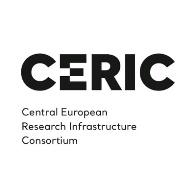 CERIC
Central European
Research Infrastructure
Consortium